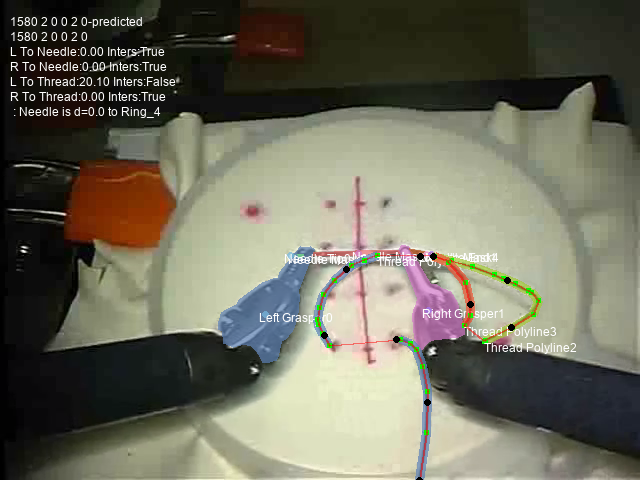 1580 2 0 0 2 0-predicted
1580 2 0 0 2 0
L To Needle:0.00 Inters:True
R To Needle:0.00 Inters:True
L To Thread:20.10 Inters:False
R To Thread:0.00 Inters:True
: Needle is d=0.0 to Ring_4
Thread Poly
Left Grasper0
Right Grasper1
Thread Polyline3
Thread Polyline2